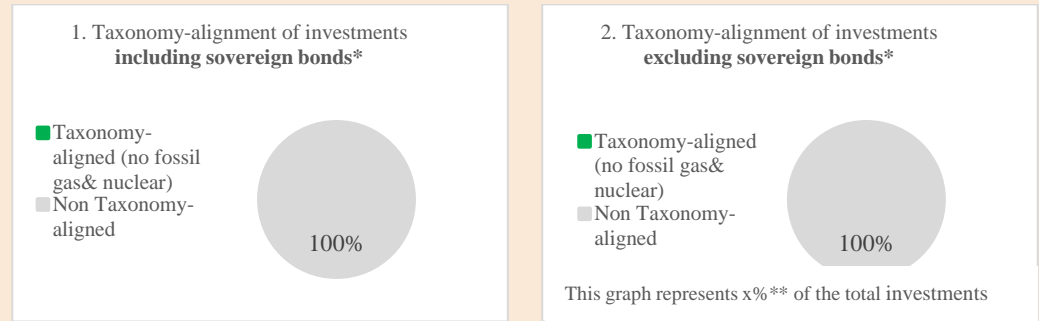 1. Taxonomy-alignment of investments
including sovereign bonds*
Taxonomy-
aligned (no fossil
gas& nuclear)
Non Taxonomy-
aligned
100%
2. Taxonomy-alignment of investments
excluding sovereign bonds*
Taxonomy-aligned
(no fossil gas&
nuclear)
Non Taxonomy-
aligned
100%
This graph represents x%** of the total investments